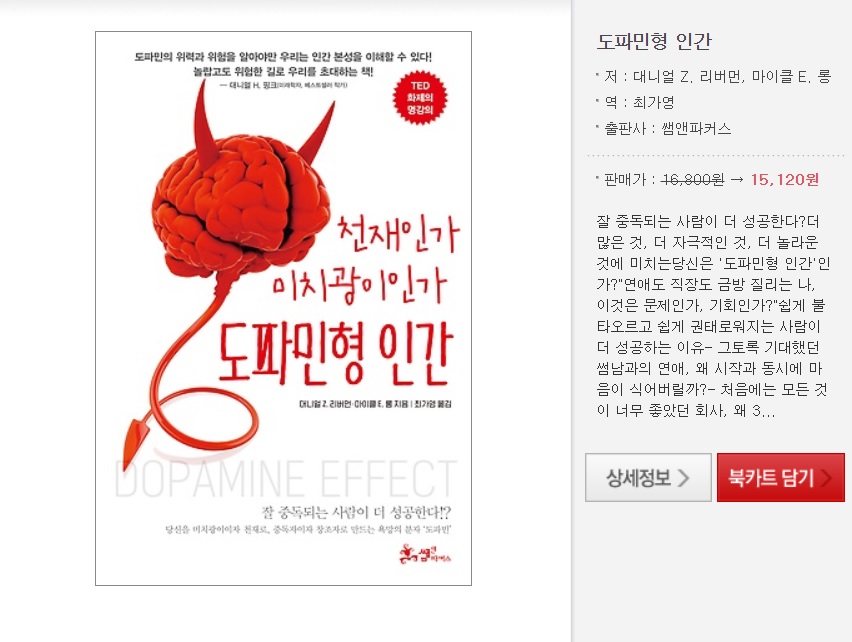 도파민의 위력과 위험을 알아야만 우리는 인간 본성을 이해할 수 있다!
놀랍고도 위험한 길로 우리를 초대하는 책!
— 대니얼 H. 핑크(미래학자, 베스트셀러 작가)
TED
화제의
명강의
천재인가
미치광이인가
도파민형 인간
대니얼 Z. 리버먼·마이클 E. 롱 지음 | 최가영 옮김
DOPAMINE EFFECT
잘 중독되는 사람이 더 성공한다!?
당신을 미치광이이자 천재로, 중독자이자 창조자로 만드는 욕망의 분자 '도파민'
쌤앤파커스
도파민형 인간
저 : 대니얼 Z. 리버먼, 마이클 E. 롱
역 : 최가영
출판사 : 쌤앤파커스
판매가 : 16,800원 → 15,120원
잘 중독되는 사람이 더 성공한다?더
많은 것, 더 자극적인 것, 더 놀라운
것에 미치는당신은 '도파민형 인간'인
가?"연애도 직장도 금방 질리는 나,
이것은 문제인가, 기회인가?"쉽게 불
타오르고 쉽게 권태로워지는 사람이
더 성공하는 이유- 그토록 기대했던
썸남과의 연애, 왜 시작과 동시에 마
음이 식어버릴까?- 처음에는 모든 것
이 너무 좋았던 회사, 왜 3...
상세정보 >
북카트 담기 >